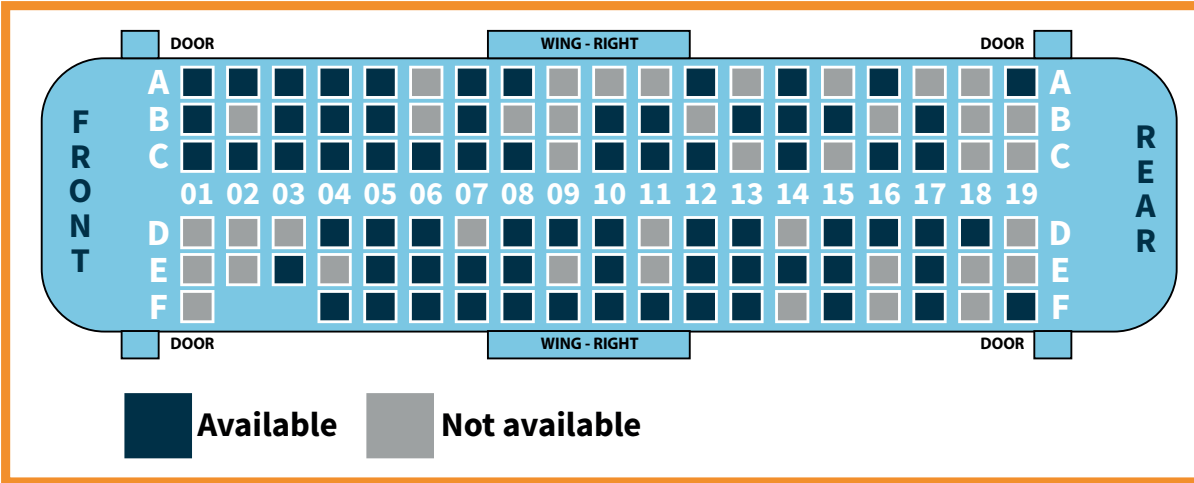 DOOR WING - RIGHT DOOR
A A
B B
C C
FRONT
REAR
01 02 03 04 05 06 07 08 09 10 11 12 13 14 15 16 17 18 19
D D
E E
F F
DOOR WING - RIGHT DOOR
Available Not available